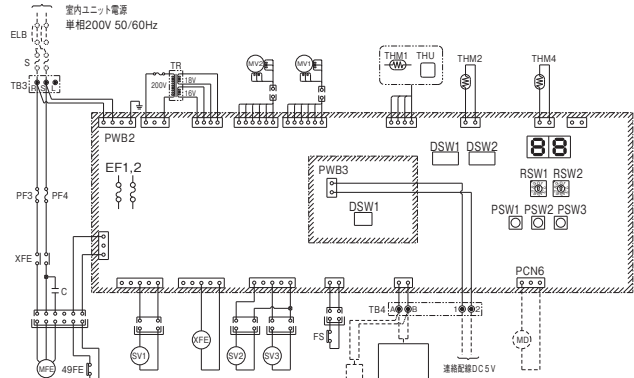 室内ユニット電源
単相200V 50/60Hz
ELB
S
TB3 R S L
TR
200V 18V
16V
MV2 MV1
THM1 THU
THM2
THM4
PWB2
EF1,2
PWB3
DSW1
DSW1 DSW2
88
RSW1 RSW2
PSW1 PSW2 PSW3
PCN6
PF3 PF4
XFE
C
MFE
49FE
SV1
XFE
SV2
SV3
FS
TB4 A B 1 2
連絡配線DC5V
MD